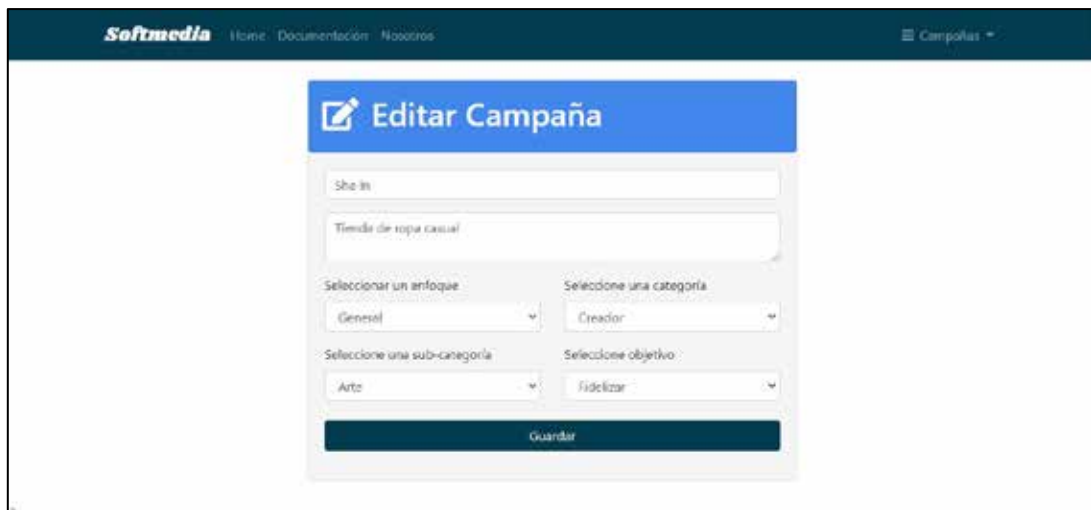 Softmedia Home Documentación Nosotros Campañas
Editar Campaña
She in
Tienda de ropa casual
Seleccionar un enfoque Seleccione una categoría
General Creador
Seleccione una sub-categoría Seleccione objetivo
Arte Fidelizar
Guardar